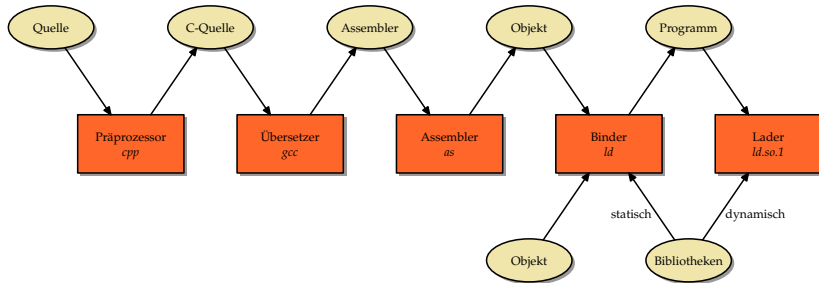 Quelle
C-Quelle
Assembler
Objekt
Programm
Präprozessor
cpp
Übersetzer
gcc
Assembler
as
Binder
ld
Lader
ld.so.1
statisch
dynamisch
Objekt
Bibliotheken